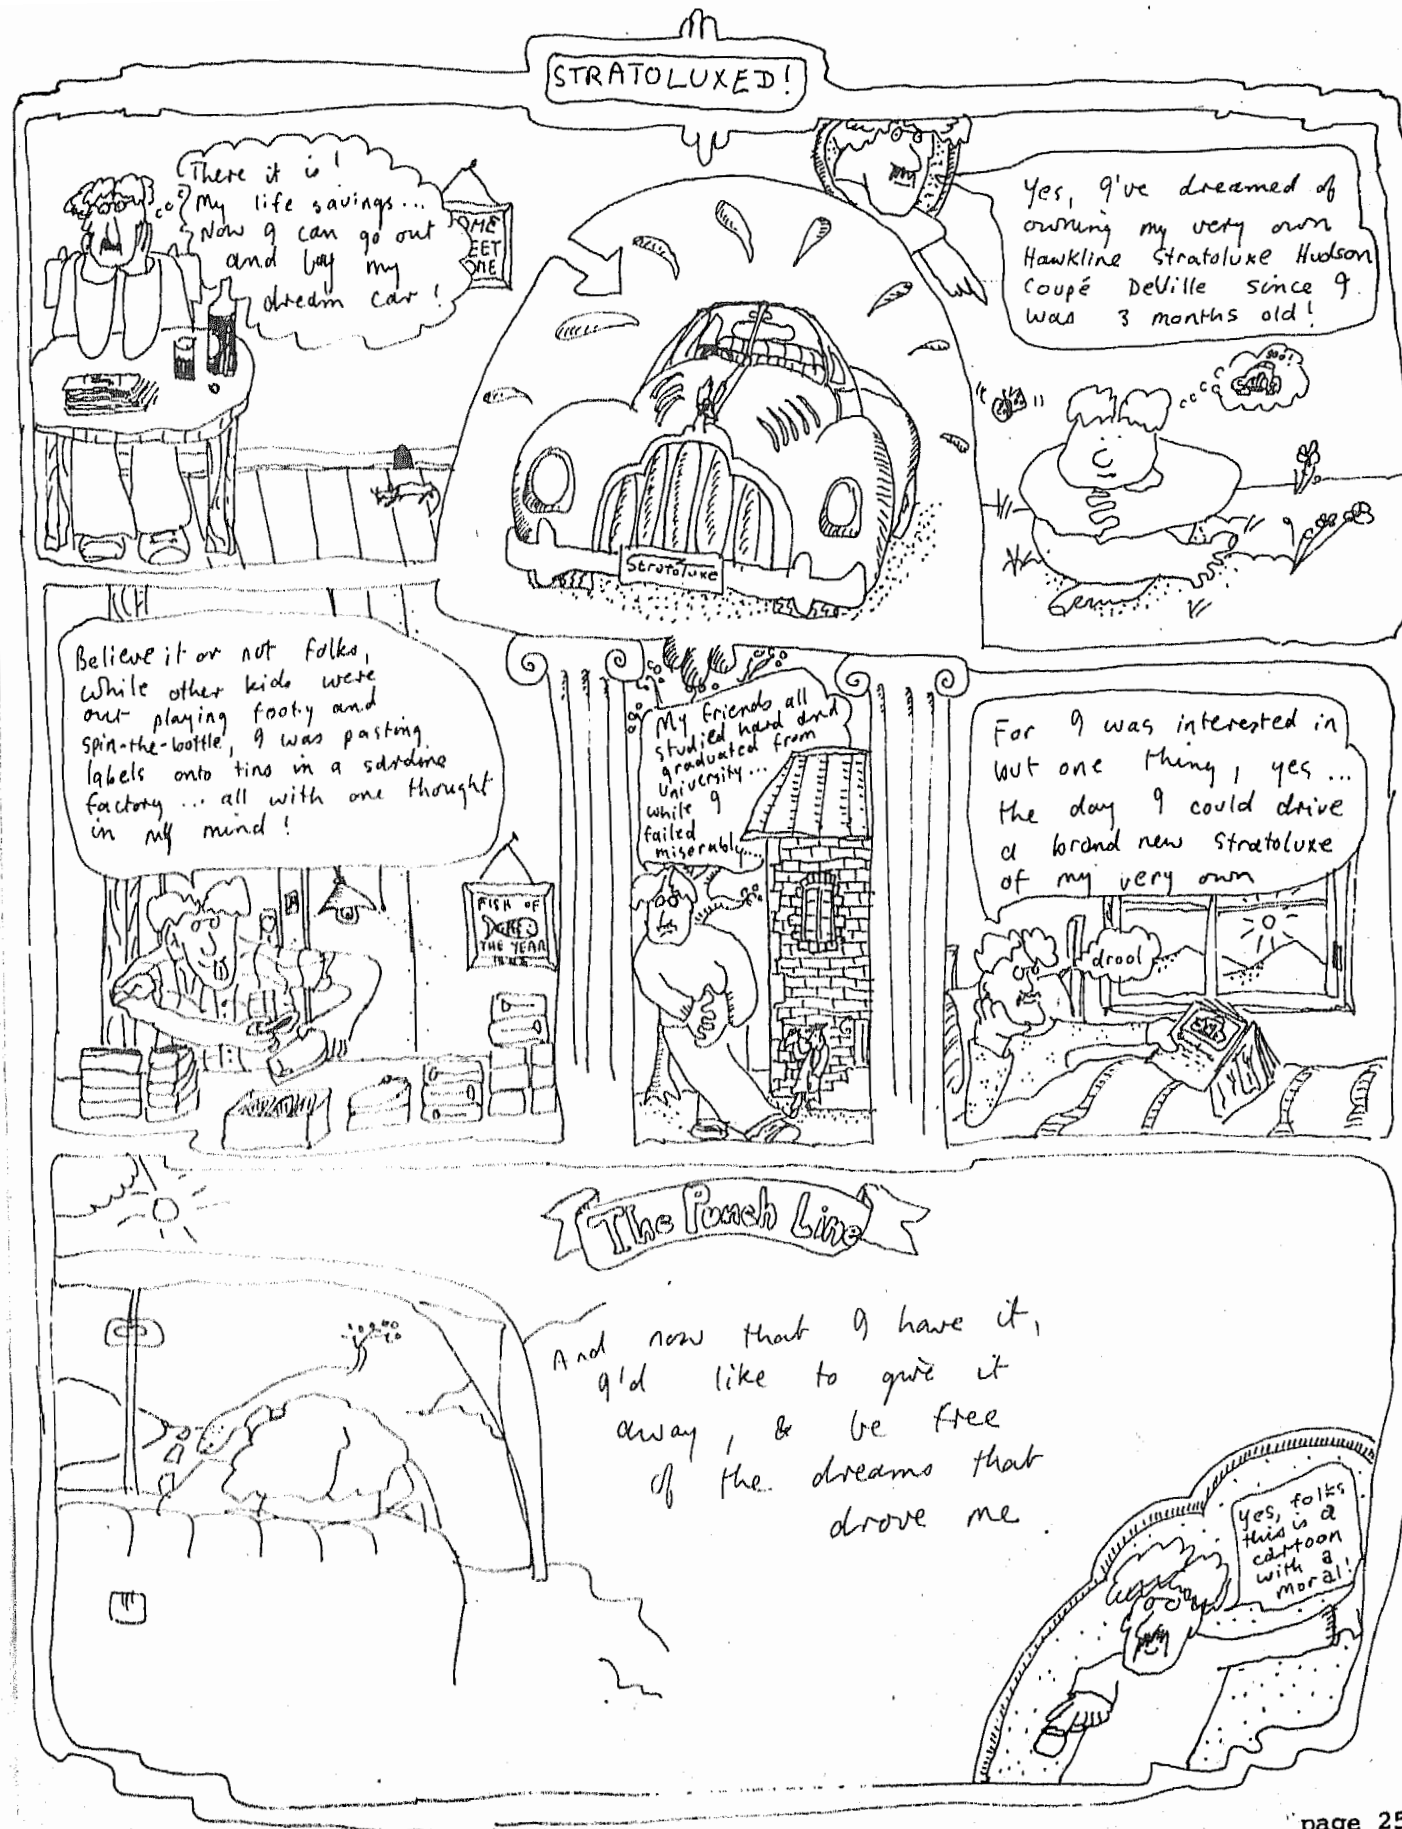 STRATOLUXED!
There it is!
My life savings...
Now I can go out
and buy my
dream car!
OME
EET
OME
Yes, I've dreamed of
owning my very own
Hawkline Stratoluxe Hudson
Coupé DeVille since I
was 3 months old!
Stratoluxe
goo!
Believe it or not folks,
while other kids were
out playing footy and
spin-the-bottle, I was pasting
labels onto tins in a sardine
factory... all with one thought
in my mind!
FISH OF
THE YEAR
My friends all
studied hard and
graduated from
University...
while I
failed
miserably....
For I was interested in
but one thing, yes...
the day I could drive
a brand new Stratoluxe
of my very own
drool
The Punch Line
And now that I have it,
I'd like to give it
away, & be free
of the dreams that
drove me.
yes, folks
this is a
cartoon
with a
moral!
page 25